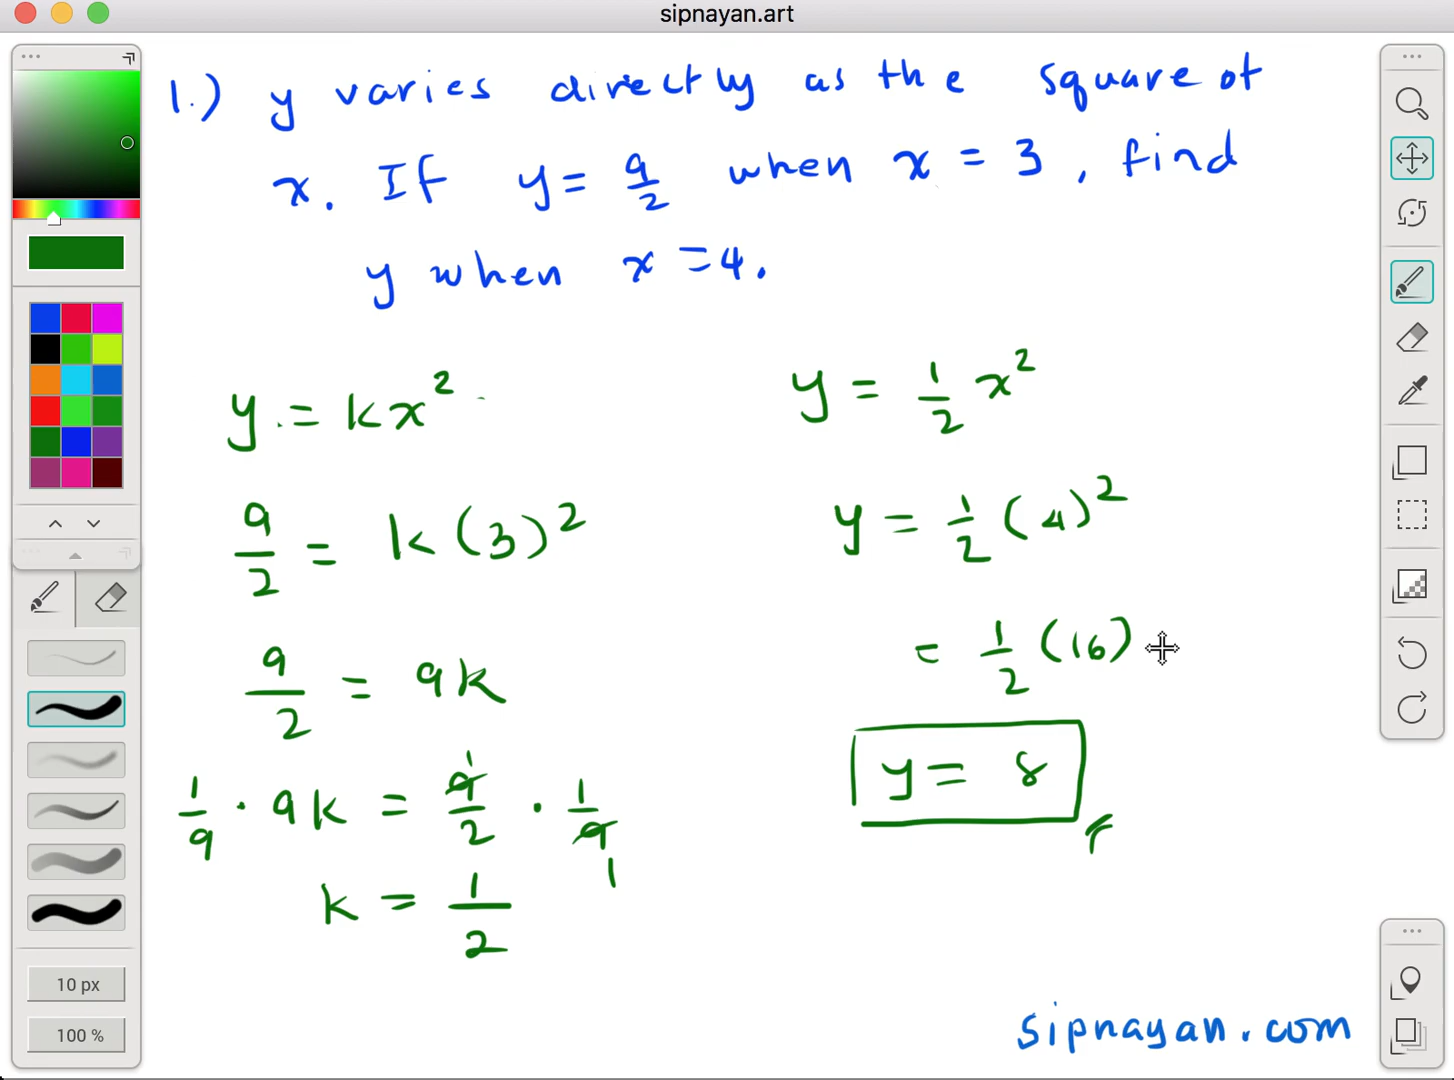 sipnayan.art
1.) y varies directly as the square of
x. If y = 9/2 when x = 3, find
y when x = 4.
y = kx²
9/2 = k(3)²
9/2 = 9k
1/9 · 9k = 9/2 · 1/9
1
1
k = 1/2
y = 1/2 x²
y = 1/2 (4)²
= 1/2 (16)
y = 8
10 px
100 %
sipnayan.com